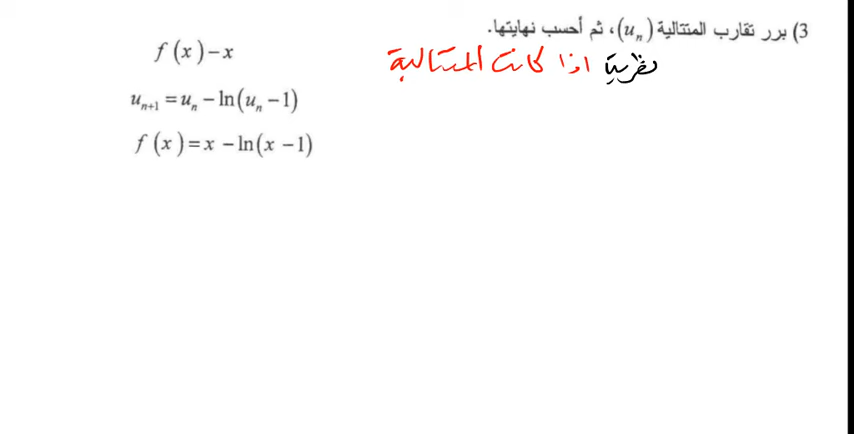 3) برر تقارب المتتالية (u_n)، ثم أحسب نهايتها.
نظريتا اذا كانت المتتالية
f(x)-x
u_{n+1} = u_n - ln(u_n - 1)
f(x) = x - ln(x - 1)